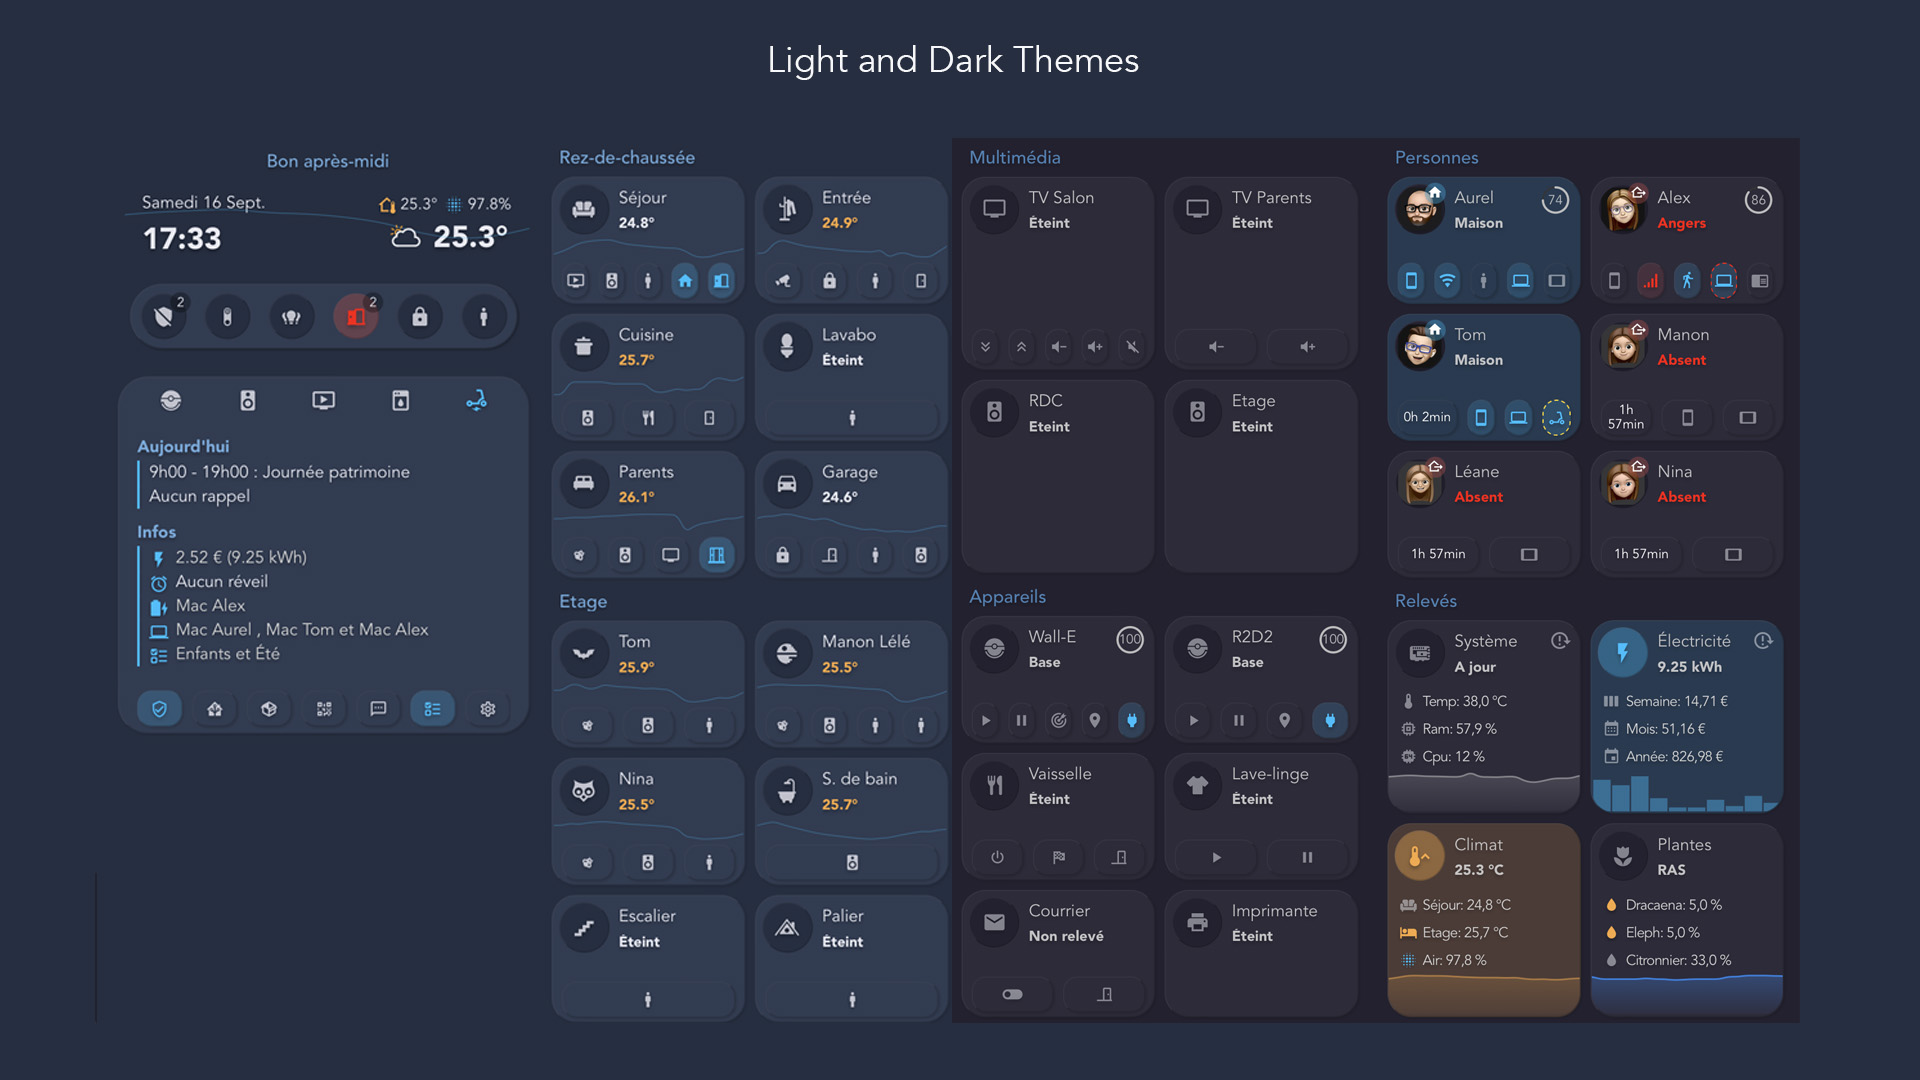 Light and Dark Themes
Bon après-midi
Samedi 16 Sept.
25.3° 97.8%
17:33
25.3°
2
2
Aujourd'hui
9h00 - 19h00 : Journée patrimoine
Aucun rappel
Infos
2.52 € (9.25 kWh)
Aucun réveil
Mac Alex
Mac Aurel , Mac Tom et Mac Alex
Enfants et Été
Rez-de-chaussée
Séjour
24.8°
Entrée
24.9°
Cuisine
25.7°
Lavabo
Éteint
Parents
26.1°
Garage
24.6°
Etage
Tom
25.9°
Manon Lélé
25.5°
Nina
25.5°
S. de bain
25.7°
Escalier
Éteint
Palier
Éteint
Multimédia
TV Salon
Éteint
TV Parents
Éteint
RDC
Eteint
Etage
Eteint
Appareils
Wall-E
Base
100
R2D2
Base
100
Vaisselle
Éteint
Lave-linge
Éteint
Courrier
Non relevé
Imprimante
Éteint
Personnes
Aurel
Maison
74
Alex
Angers
86
Tom
Maison
0h 2min
Manon
Absent
1h
57min
Léane
Absent
1h 57min
Nina
Absent
1h 57min
Relevés
Système
A jour
Temp: 38,0 °C
Ram: 57,9 %
Cpu: 12 %
Électricité
9.25 kWh
Semaine: 14,71 €
Mois: 51,16 €
Année: 826,98 €
Climat
25.3 °C
Séjour: 24,8 °C
Etage: 25,7 °C
Air: 97,8 %
Plantes
RAS
Dracaena: 5,0 %
Eleph: 5,0 %
Citronnier: 33,0 %